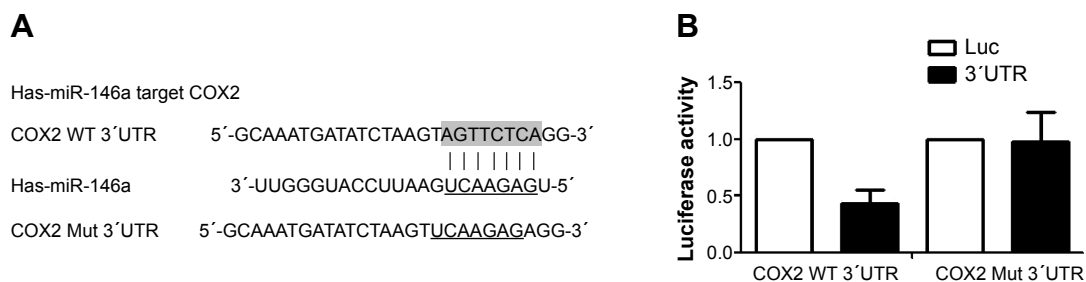 A
Has-miR-146a target COX2
COX2 WT 3´UTR 5´-GCAAATGATATCTAAGTAGTTCTCAGG-3´
Has-miR-146a 3´-UUGGGUACCUUAAGUCAAGAGU-5´
COX2 Mut 3´UTR 5´-GCAAATGATATCTAAGTUCAAGAGAGG-3´
B
Luc
3´UTR
Luciferase activity
1.5
1.0
0.5
0.0
COX2 WT 3´UTR
COX2 Mut 3´UTR